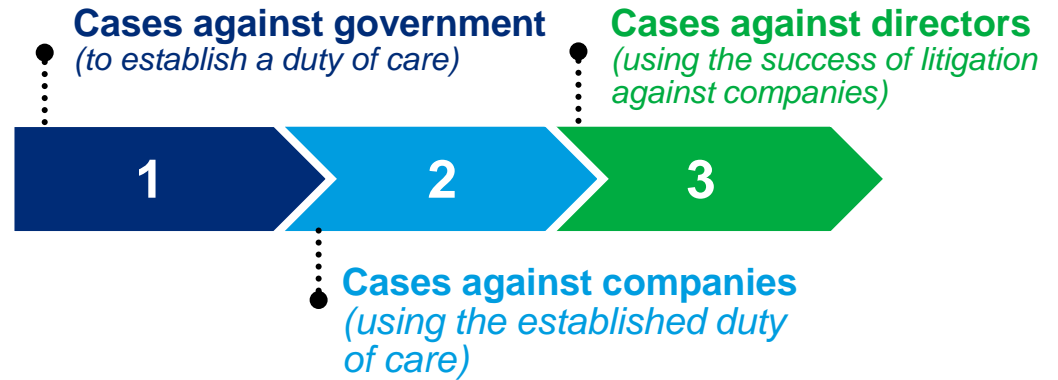 Cases against government
(to establish a duty of care)
Cases against directors
(using the success of litigation
against companies)
1
2
3
Cases against companies
(using the established duty
of care)